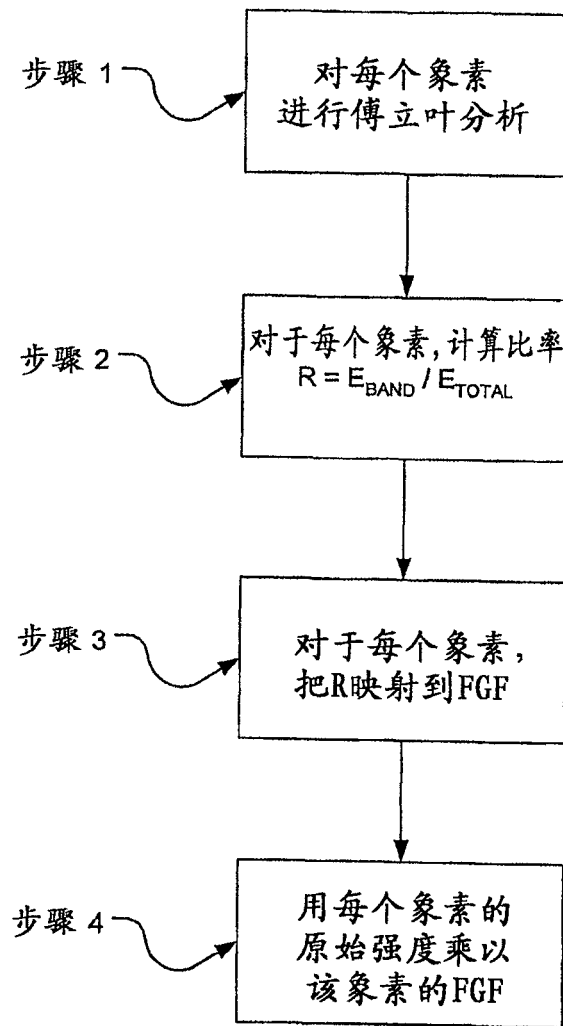 步骤 1
对每个象素
进行傅立叶分析
步骤 2
对于每个象素，计算比率
R = E_BAND / E_TOTAL
步骤 3
对于每个象素，
把R映射到FGF
步骤 4
用每个象素的
原始强度乘以
该象素的FGF